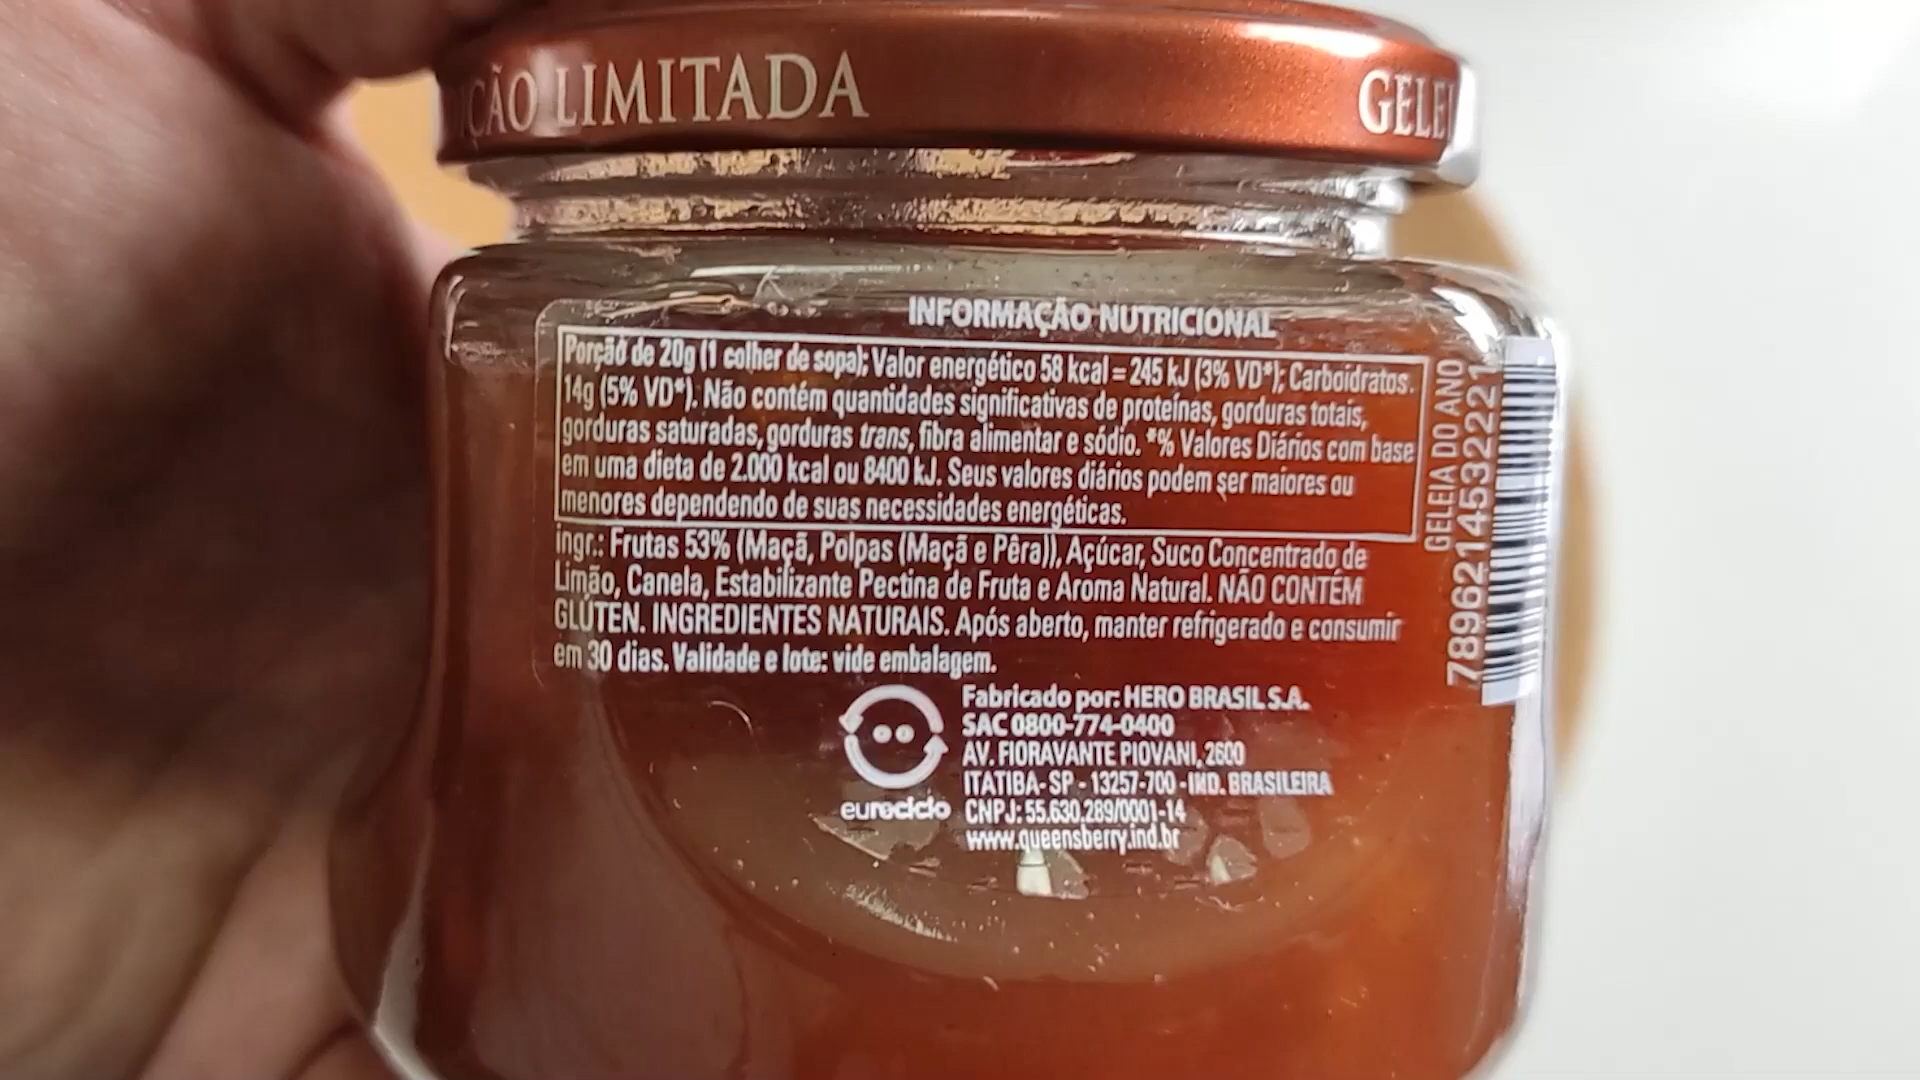 ÇÃO LIMITADA
GELEI
INFORMAÇÃO NUTRICIONAL
Porção de 20g (1 colher de sopa); Valor energético 58 kcal = 245 kJ (3% VD*); Carboidratos.
14g (5% VD*). Não contém quantidades significativas de proteínas, gorduras totais,
gorduras saturadas, gorduras trans, fibra alimentar e sódio. *% Valores Diários com base
em uma dieta de 2.000 kcal ou 8400 kJ. Seus valores diários podem ser maiores ou
menores dependendo de suas necessidades energéticas.
Ingr.: Frutas 53% (Maçã, Polpas (Maçã e Pêra)), Açúcar, Suco Concentrado de
Limão, Canela, Estabilizante Pectina de Fruta e Aroma Natural. NÃO CONTÉM
GLÚTEN. INGREDIENTES NATURAIS. Após aberto, manter refrigerado e consumir
em 30 dias. Validade e lote: vide embalagem.
Fabricado por: HERO BRASIL S.A.
SAC 0800-774-0400
AV. FIORAVANTE PIOVANI, 2600
ITATIBA- SP - 13257-700 - IND. BRASILEIRA
CNPJ: 55.630.289/0001-14
www.queensberry.ind.br
eureciclo
GELEIA DO ANO
7896214532221